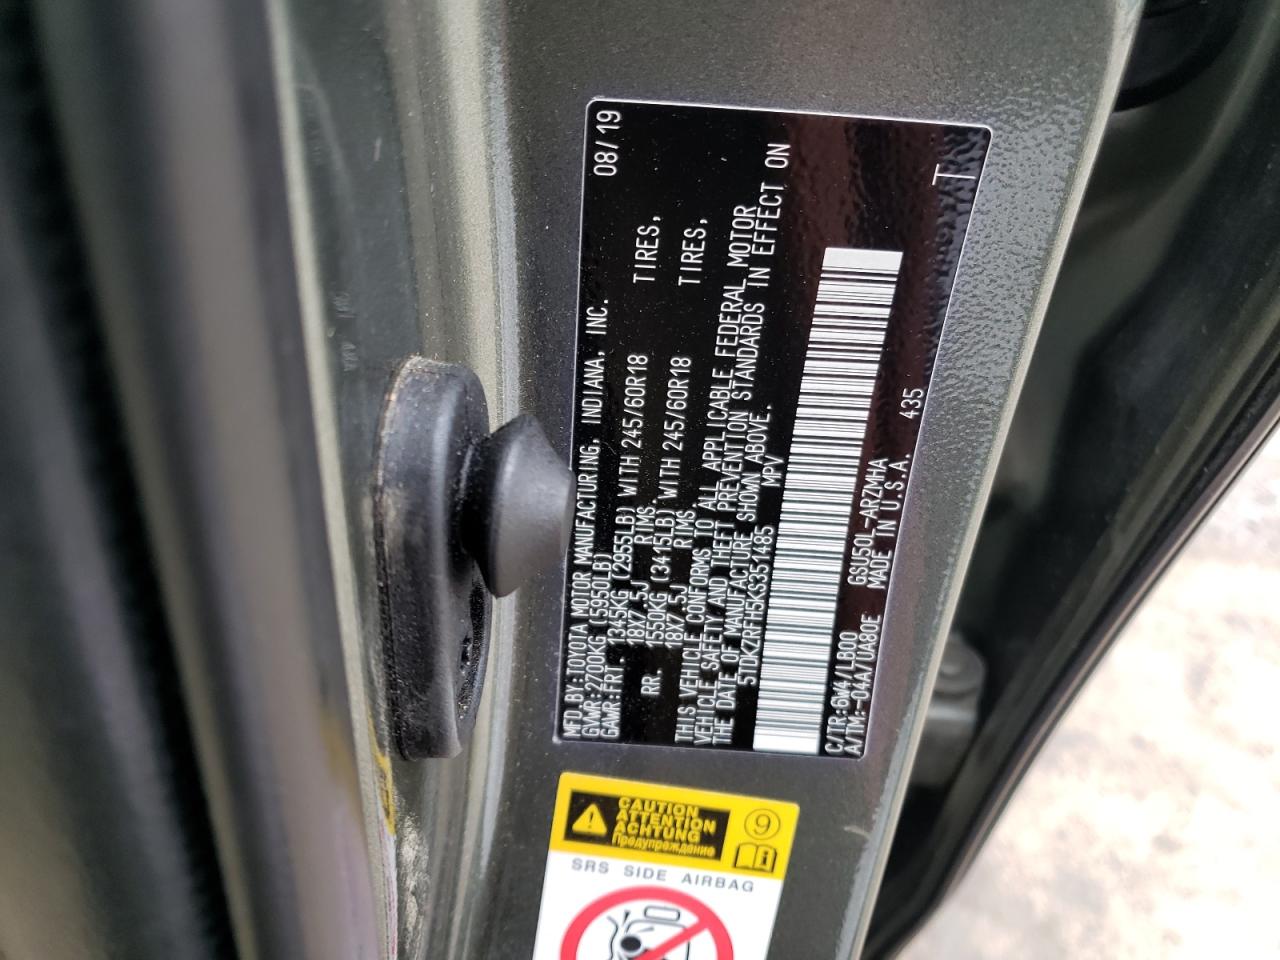 MFD.BY:TOYOTA MOTOR MANUFACTURING, INDIANA, INC. 08/19
GVWR:2700KG (5950LB)
GAWR:FRT. 1345KG (2955LB) WITH 245/60R18 TIRES,
18X7.5J RIMS.
RR. 1550KG (3415LB) WITH 245/60R18 TIRES,
18X7.5J RIMS.
THIS VEHICLE CONFORMS TO ALL APPLICABLE FEDERAL MOTOR
VEHICLE SAFETY AND THEFT PREVENTION STANDARDS IN EFFECT ON
THE DATE OF MANUFACTURE SHOWN ABOVE.
5TDKZRFH5KS351485 MPV
C/TR:6W4/LB00 GSU50L-ARZMHA
A/TM:-04A/UA80E MADE IN U.S.A. 435
T
CAUTION
ATTENTION
ACHTUNG
Предупреждение
9
SRS SIDE AIRBAG